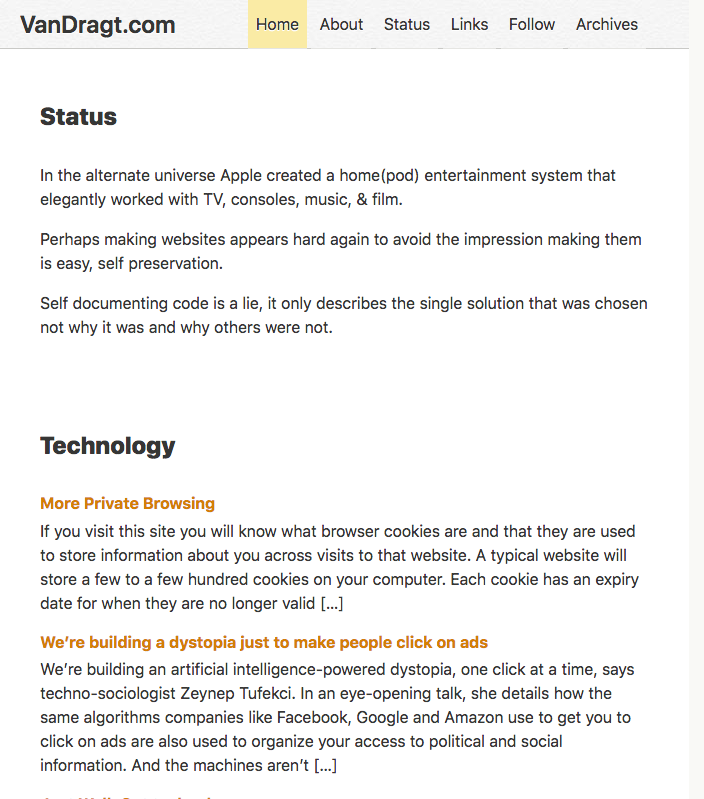 VanDragt.com
Home About Status Links Follow Archives
Status
In the alternate universe Apple created a home(pod) entertainment system that
elegantly worked with TV, consoles, music, & film.
Perhaps making websites appears hard again to avoid the impression making them
is easy, self preservation.
Self documenting code is a lie, it only describes the single solution that was chosen
not why it was and why others were not.
Technology
More Private Browsing
If you visit this site you will know what browser cookies are and that they are used
to store information about you across visits to that website. A typical website will
store a few to a few hundred cookies on your computer. Each cookie has an expiry
date for when they are no longer valid […]
We’re building a dystopia just to make people click on ads
We’re building an artificial intelligence-powered dystopia, one click at a time, says
techno-sociologist Zeynep Tufekci. In an eye-opening talk, she details how the
same algorithms companies like Facebook, Google and Amazon use to get you to
click on ads are also used to organize your access to political and social
information. And the machines aren’t […]